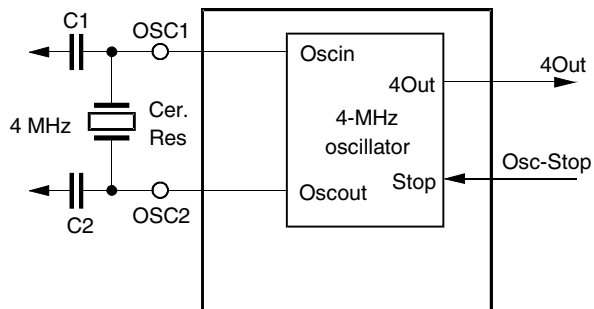 C1
OSC1
Oscin
4Out
4Out
4 MHz
Cer.
Res
4-MHz
oscillator
Osc-Stop
Stop
Oscout
C2
OSC2